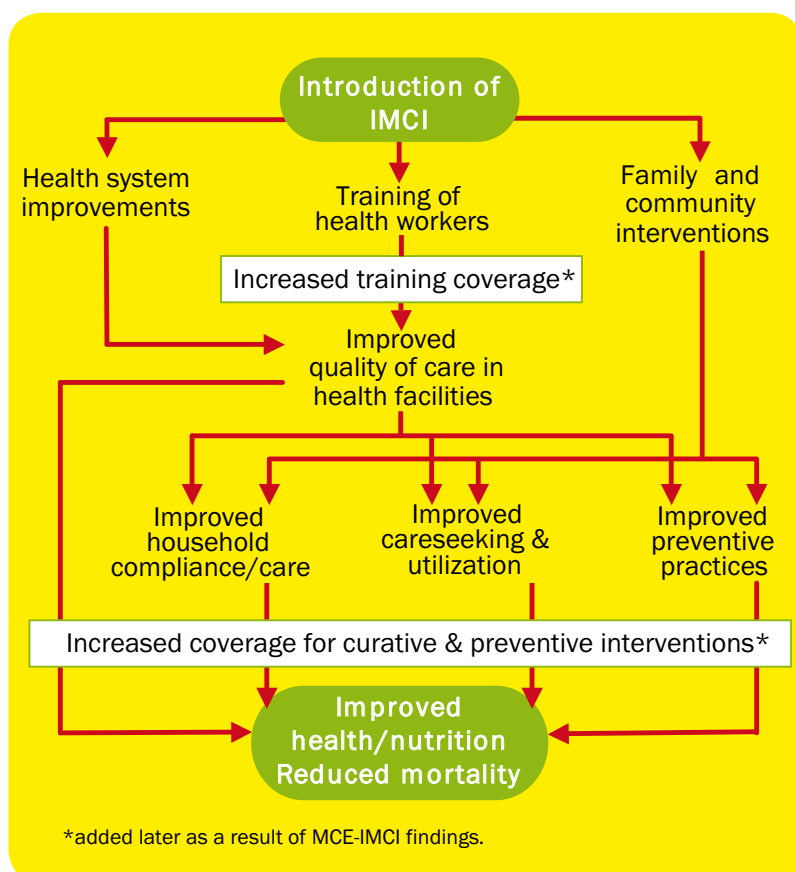 Introduction of
IMCI
Health system
improvements
Training of
health workers
Family and
community
interventions
Increased training coverage*
Improved
quality of care in
health facilities
Improved
household
compliance/care
Improved
careseeking &
utilization
Improved
preventive
practices
Increased coverage for curative & preventive interventions*
Improved
health/nutrition
Reduced mortality
*added later as a result of MCE-IMCI findings.